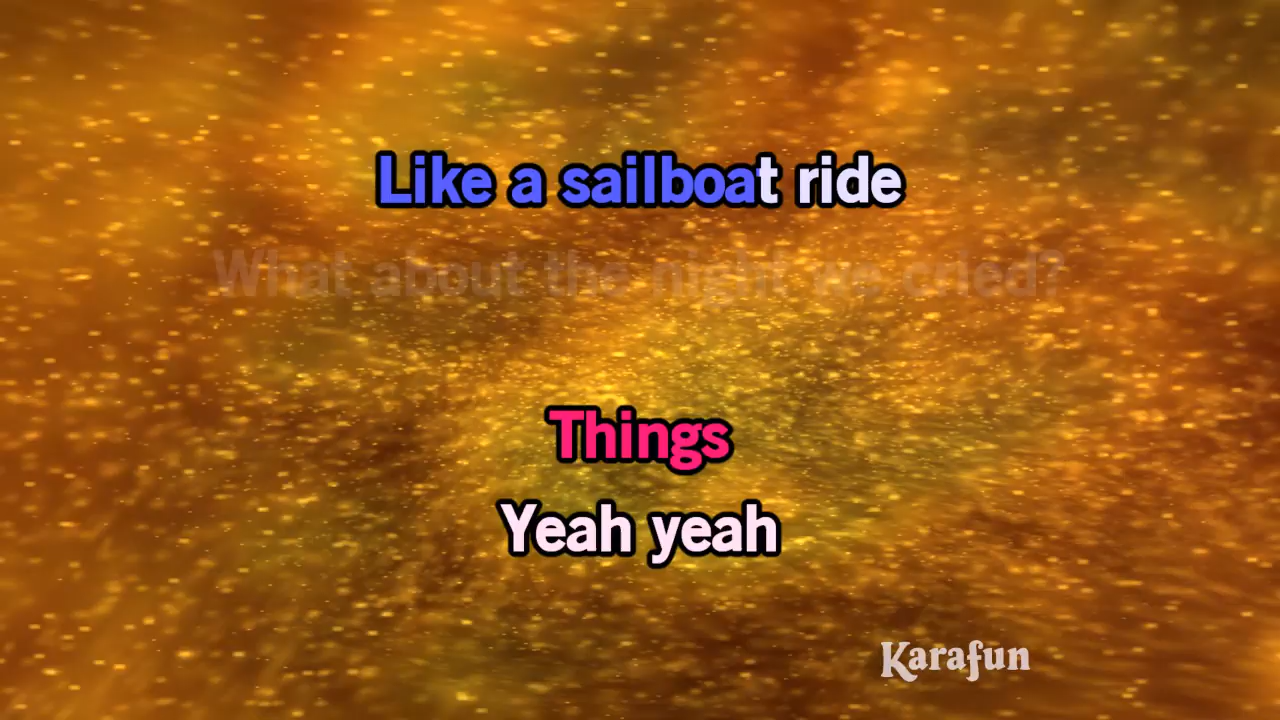 Like a sailboat ride
What about the night we cried?
Things
Yeah yeah
Karafun